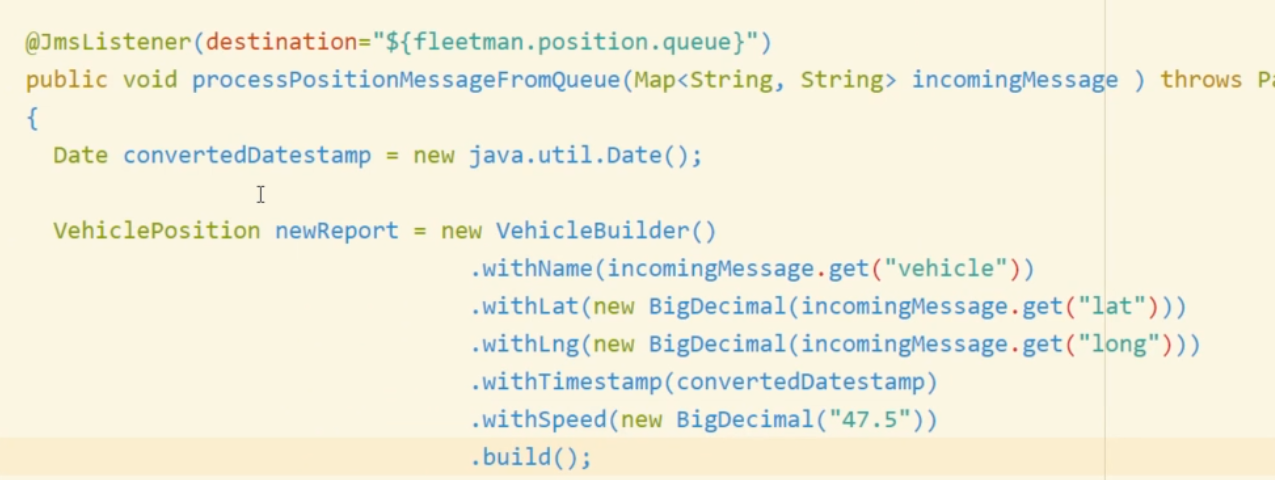 @JmsListener(destination="${fleetman.position.queue}")
public void processPositionMessageFromQueue(Map<String, String> incomingMessage ) throws
{
Date convertedDatestamp = new java.util.Date();
VehiclePosition newReport = new VehicleBuilder()
.withName(incomingMessage.get("vehicle"))
.withLat(new BigDecimal(incomingMessage.get("lat")))
.withLng(new BigDecimal(incomingMessage.get("long")))
.withTimestamp(convertedDatestamp)
.withSpeed(new BigDecimal("47.5"))
.build();